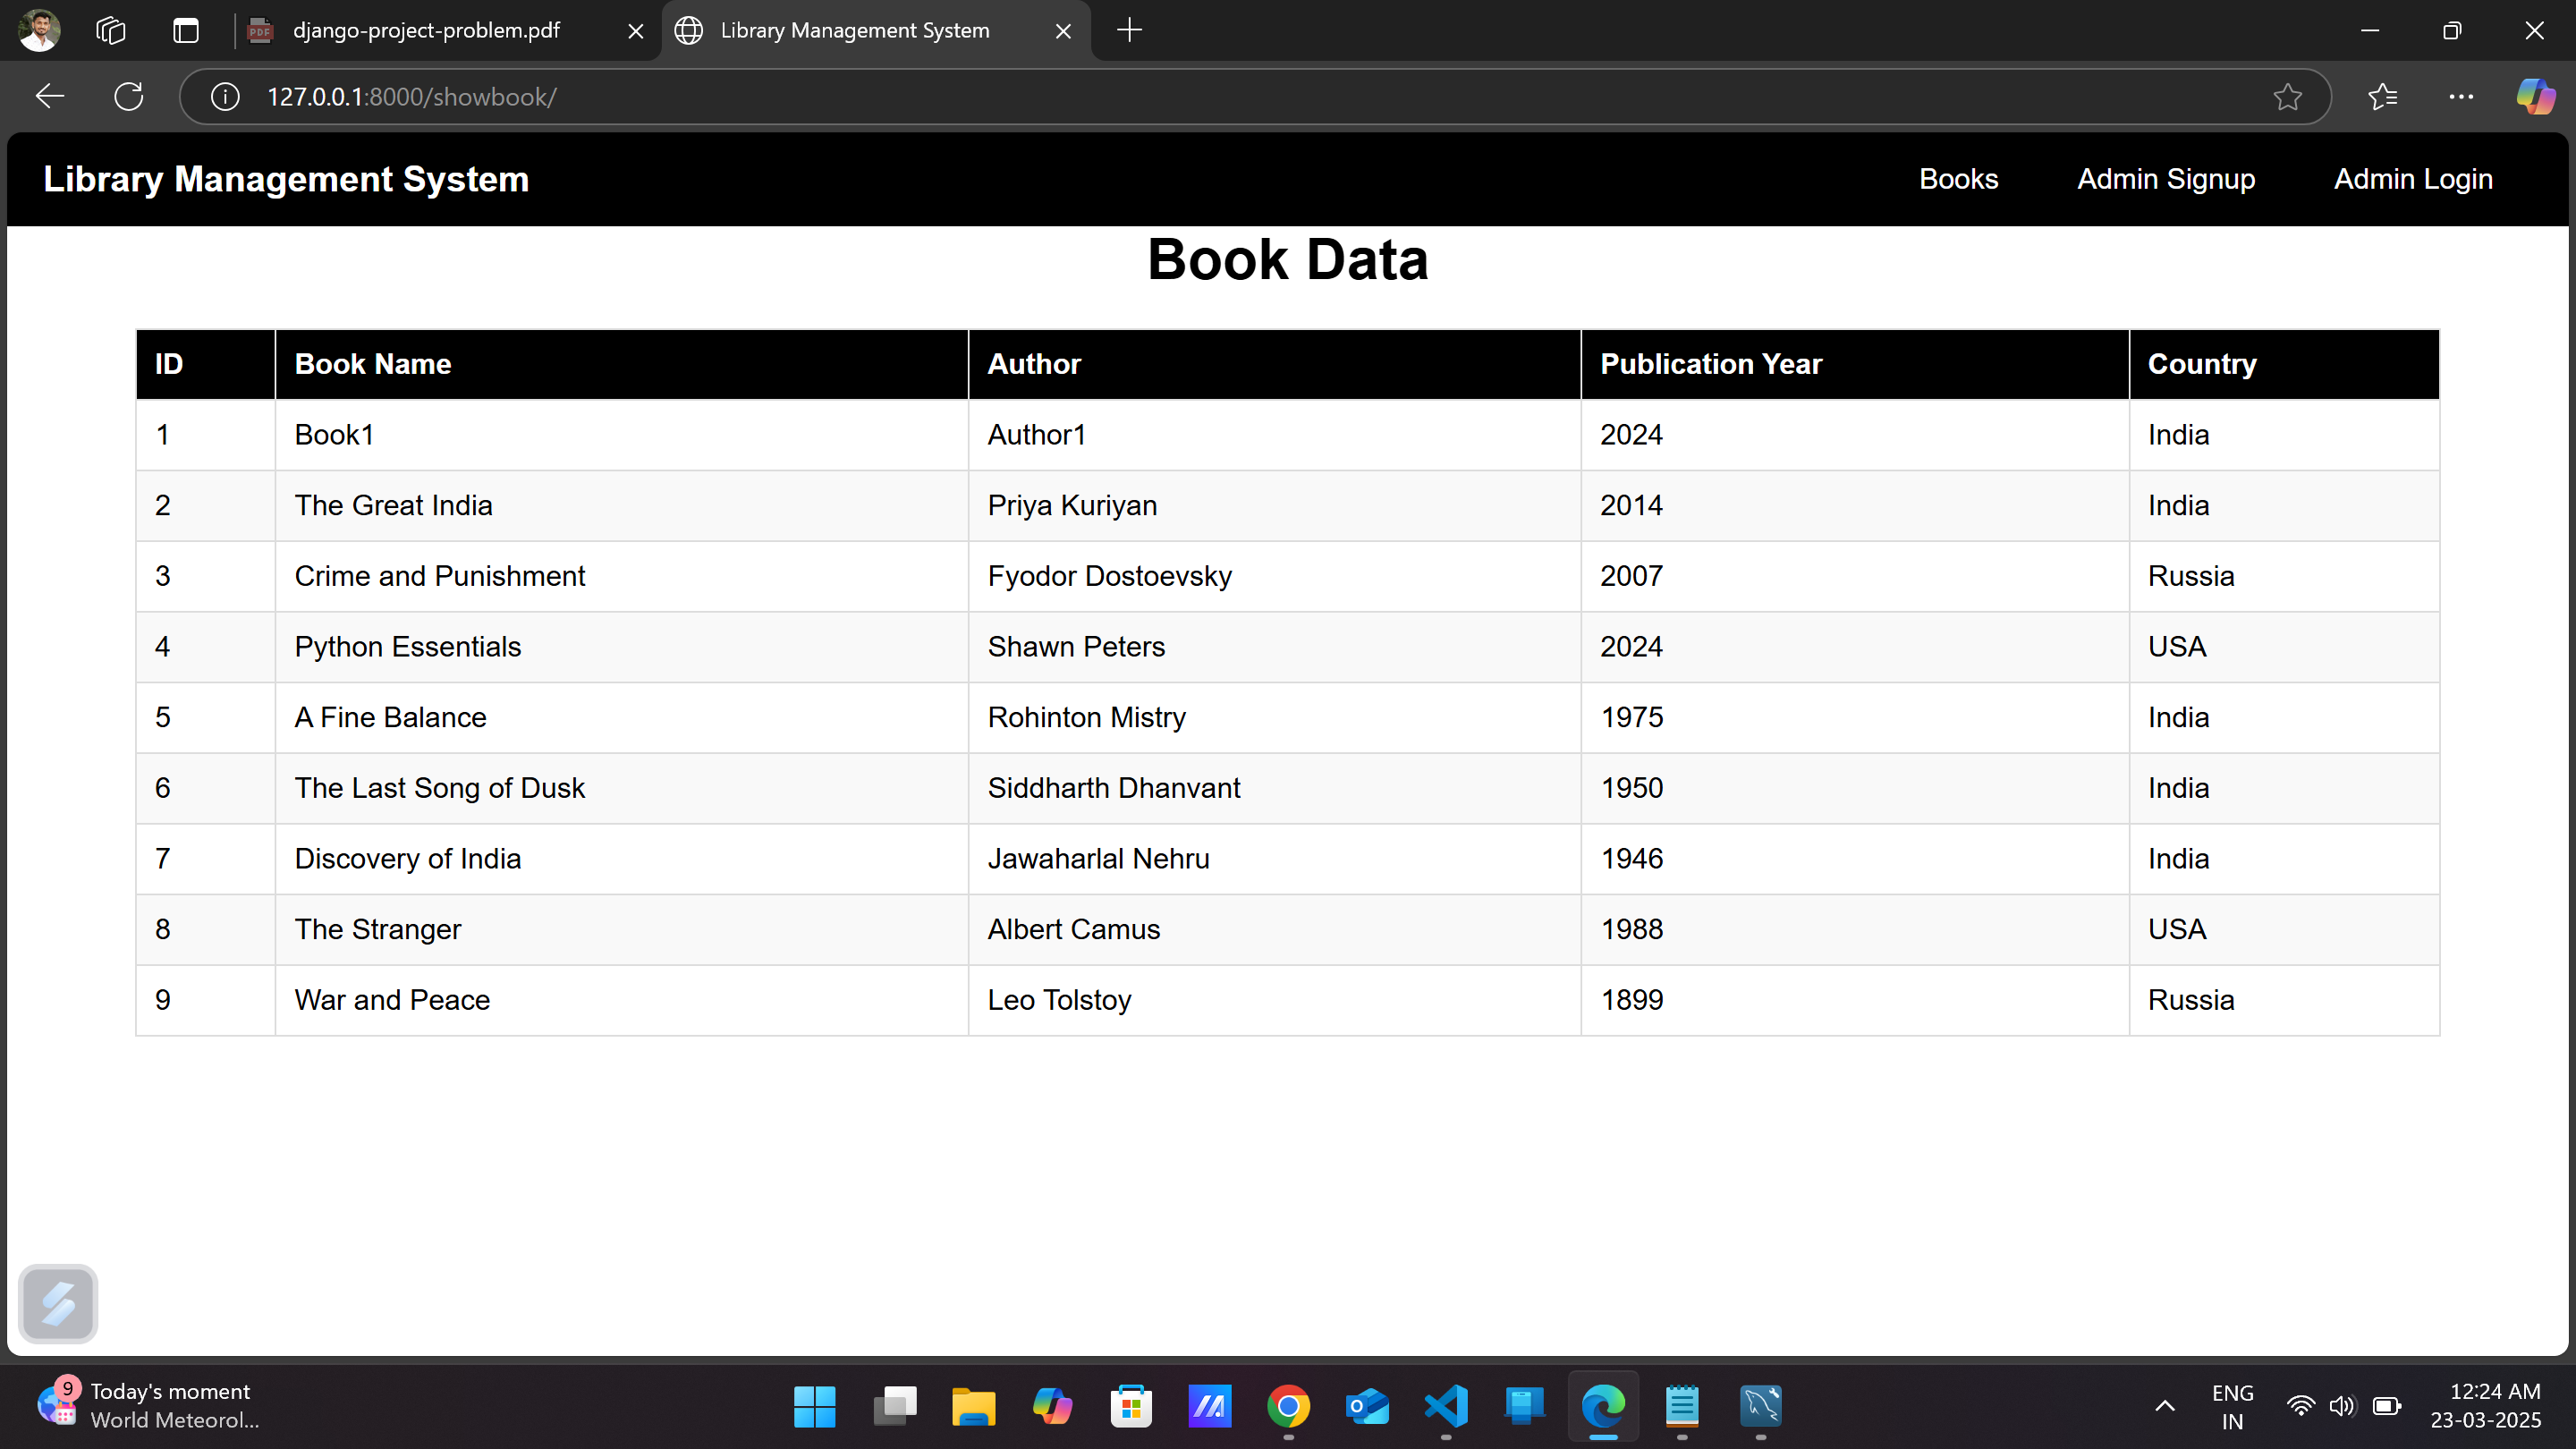 django-project-problem.pdf
Library Management System
127.0.0.1:8000/showbook/
Library Management System Books Admin Signup Admin Login
Book Data
ID Book Name Author Publication Year Country
1 Book1 Author1 2024 India
2 The Great India Priya Kuriyan 2014 India
3 Crime and Punishment Fyodor Dostoevsky 2007 Russia
4 Python Essentials Shawn Peters 2024 USA
5 A Fine Balance Rohinton Mistry 1975 India
6 The Last Song of Dusk Siddharth Dhanvant 1950 India
7 Discovery of India Jawaharlal Nehru 1946 India
8 The Stranger Albert Camus 1988 USA
9 War and Peace Leo Tolstoy 1899 Russia
9
Today's moment
World Meteorol...
ENG
IN
12:24 AM
23-03-2025